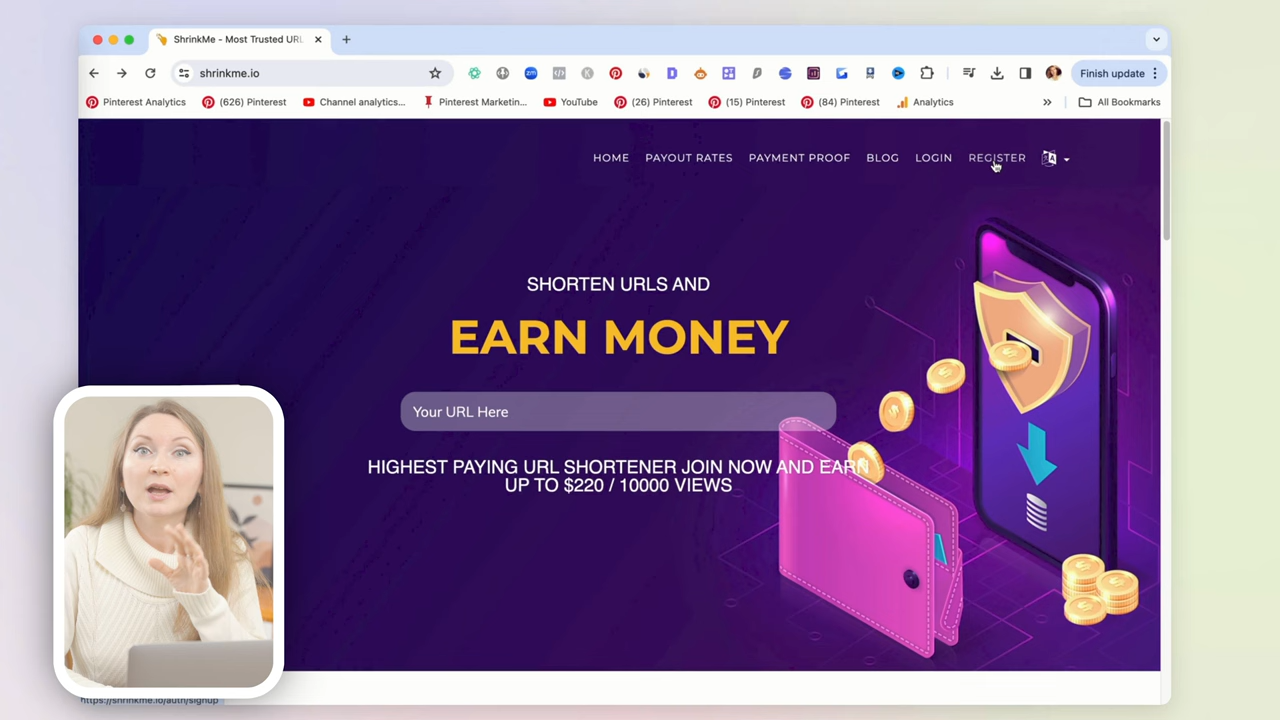 ShrinkMe - Most Trusted URL
shrinkme.io
Finish update
Pinterest Analytics
(626) Pinterest
Channel analytics...
Pinterest Marketin...
YouTube
(26) Pinterest
(15) Pinterest
(84) Pinterest
Analytics
All Bookmarks
HOME
PAYOUT RATES
PAYMENT PROOF
BLOG
LOGIN
REGISTER
SHORTEN URLS AND
EARN MONEY
Your URL Here
HIGHEST PAYING URL SHORTENER JOIN NOW AND EARN
UP TO $220 / 10000 VIEWS
https://shrinkme.io/auth/signup